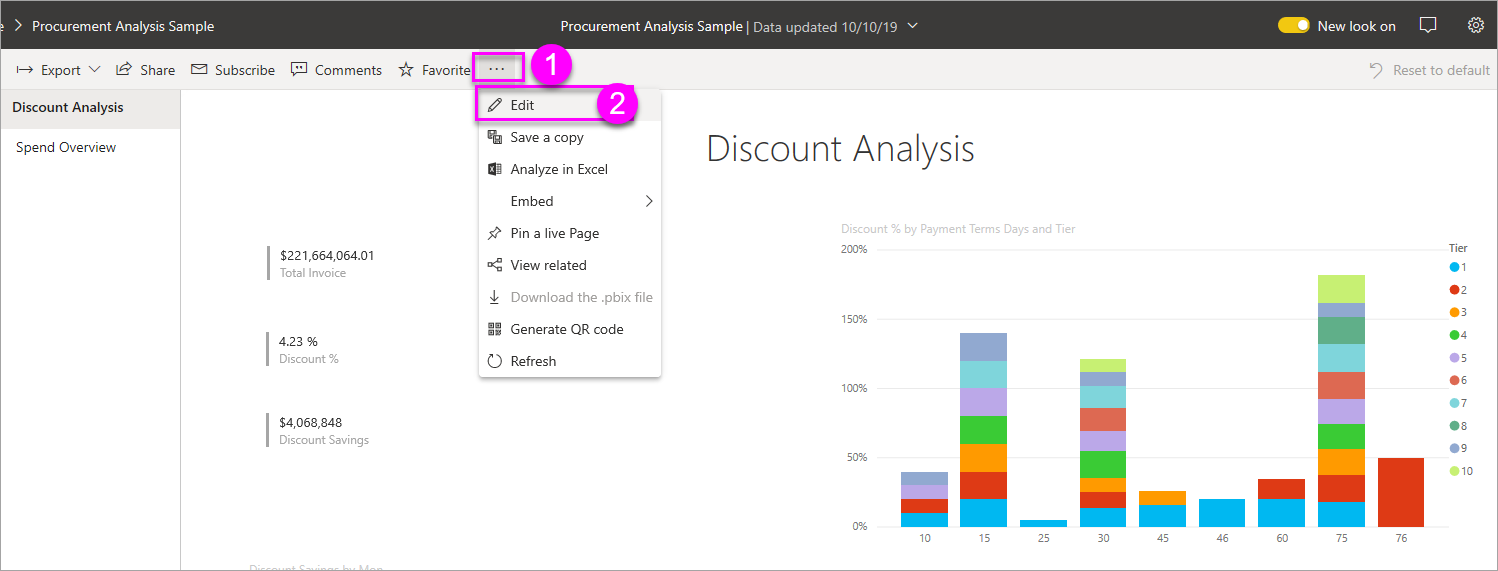 e > Procurement Analysis Sample
Procurement Analysis Sample | Data updated 10/10/19
New look on
Export
Share
Subscribe
Comments
Favorite
...
1
Reset to default
Discount Analysis
Spend Overview
Edit
2
Save a copy
Analyze in Excel
Embed
Pin a live Page
View related
Download the .pbix file
Generate QR code
Refresh
$221,664,064.01
Total Invoice
4.23 %
Discount %
$4,068,848
Discount Savings
Discount Analysis
Discount % by Payment Terms Days and Tier
200%
150%
100%
50%
0%
10 15 25 30 45 46 60 75 76
Tier
1
2
3
4
5
6
7
8
9
10
Discount Savings by Mon